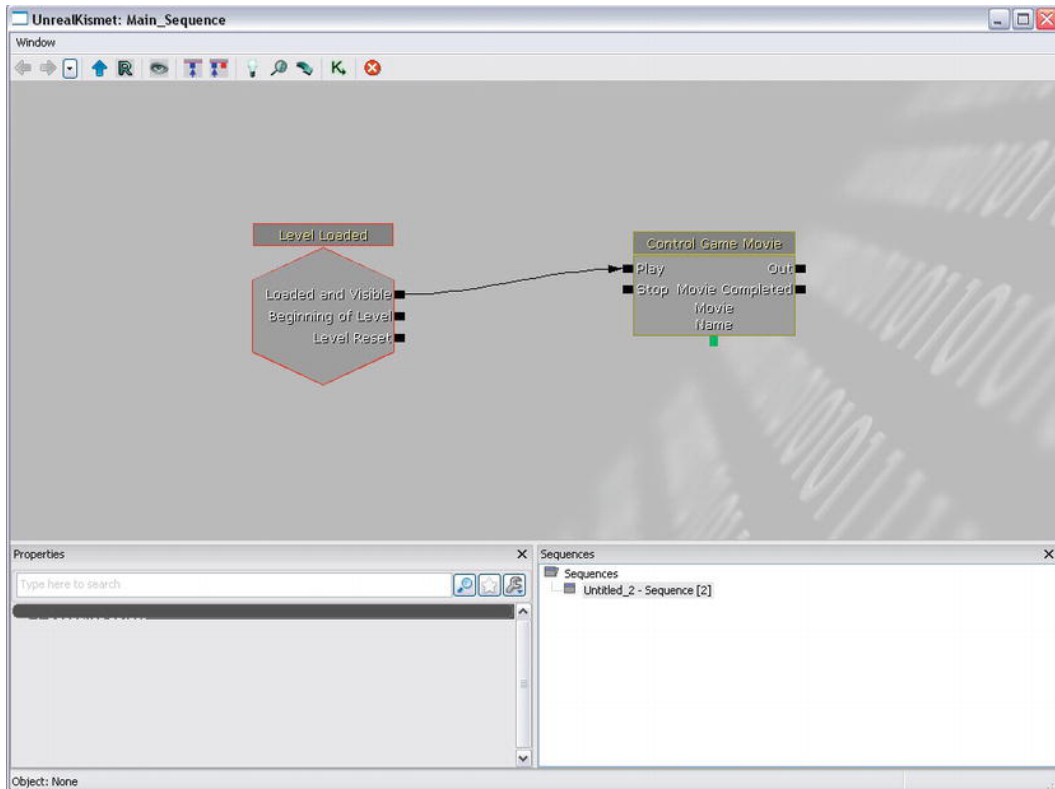 UnrealKismet: Main_Sequence
Window
R
K
Level Loaded
Loaded and Visible
Beginning of Level
Level Reset
Control Game Movie
Play Out
Stop Movie Completed
Movie
Name
Properties
Type here to search
Sequences
Sequences
Untitled_2 - Sequence [2]
Object: None